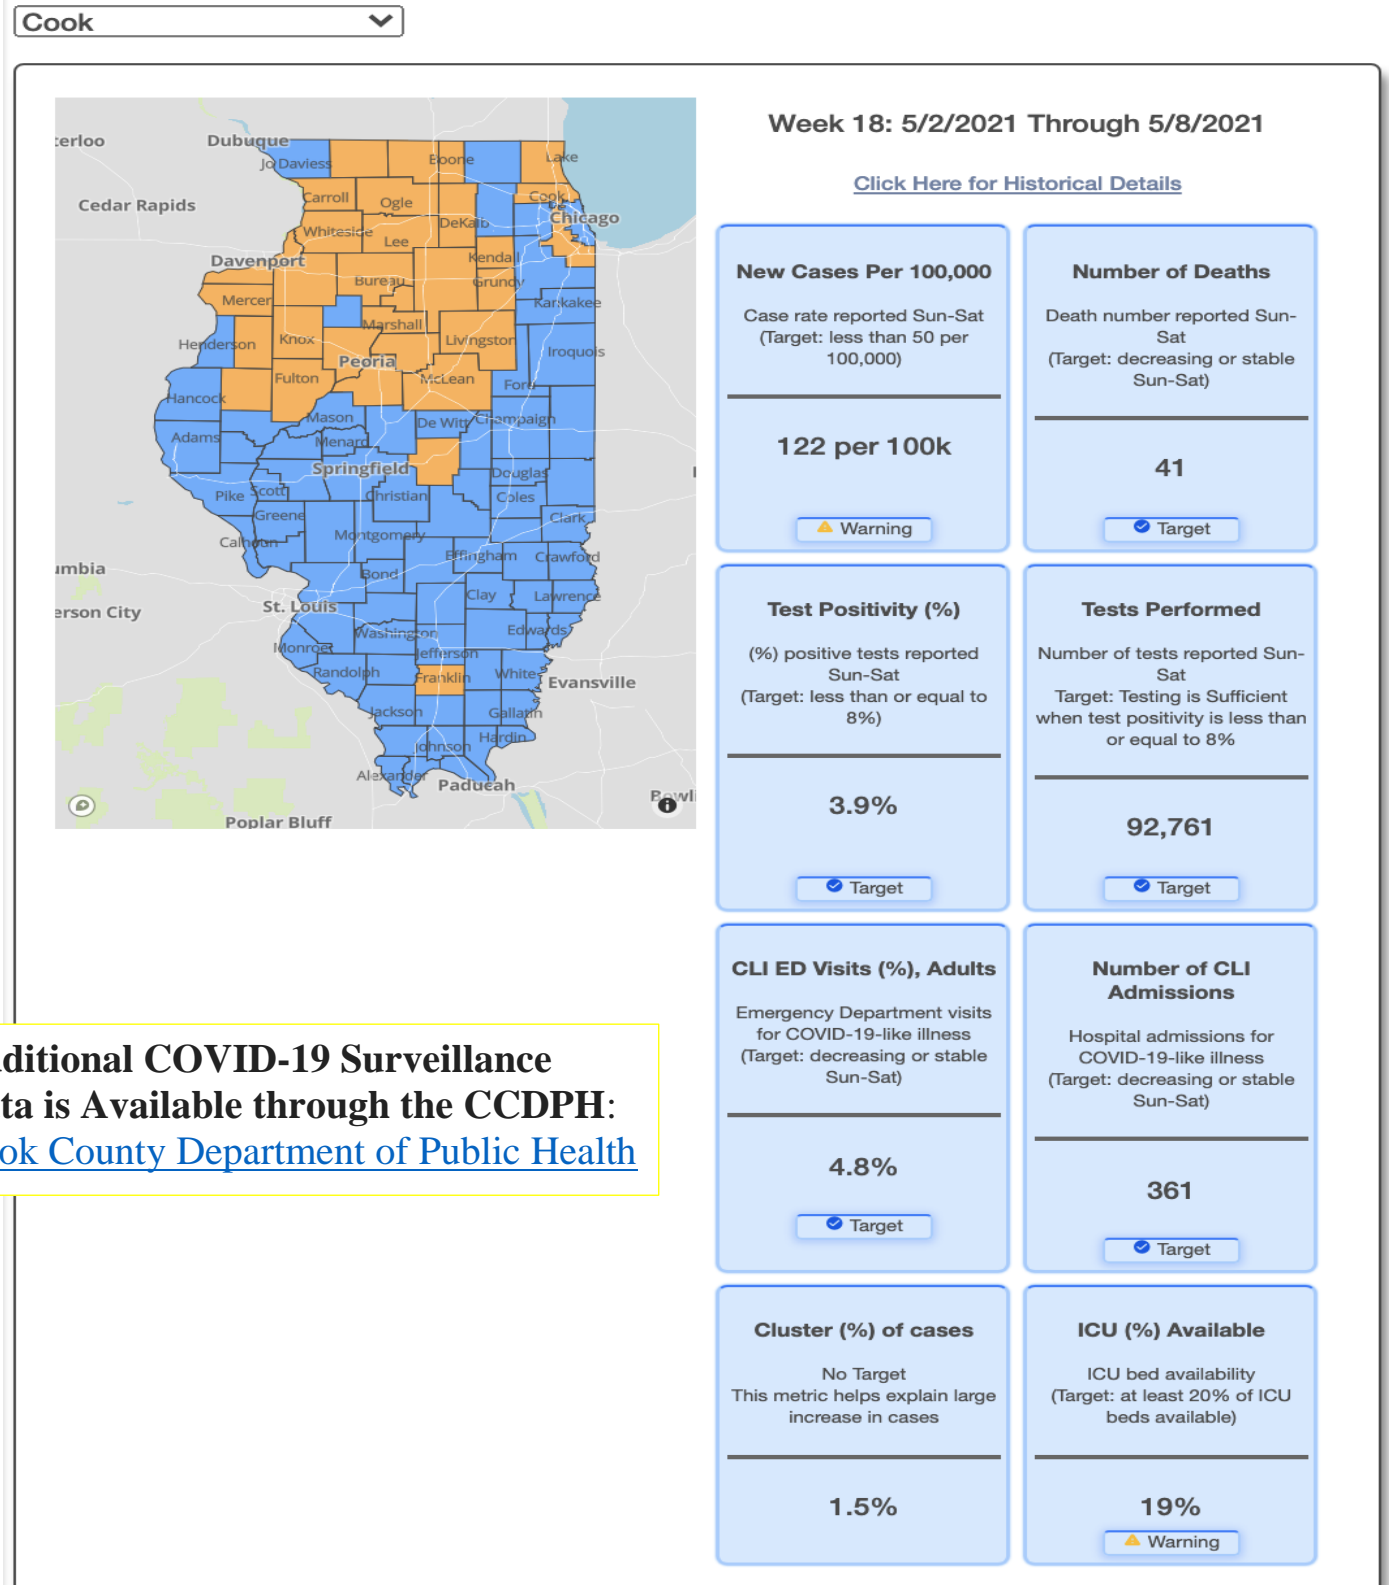 Cook
Week 18: 5/2/2021 Through 5/8/2021
Click Here for Historical Details
New Cases Per 100,000
Case rate reported Sun-Sat
(Target: less than 50 per
100,000)
122 per 100k
Warning
Number of Deaths
Death number reported Sun-
Sat
(Target: decreasing or stable
Sun-Sat)
41
Target
Test Positivity (%)
(%) positive tests reported
Sun-Sat
(Target: less than or equal to
8%)
3.9%
Target
Tests Performed
Number of tests reported Sun-
Sat
Target: Testing is Sufficient
when test positivity is less than
or equal to 8%
92,761
Target
CLI ED Visits (%), Adults
Emergency Department visits
for COVID-19-like illness
(Target: decreasing or stable
Sun-Sat)
4.8%
Target
Number of CLI
Admissions
Hospital admissions for
COVID-19-like illness
(Target: decreasing or stable
Sun-Sat)
361
Target
Cluster (%) of cases
No Target
This metric helps explain large
increase in cases
1.5%
ICU (%) Available
ICU bed availability
(Target: at least 20% of ICU
beds available)
19%
Warning
terloo
Dubuque
Jo Daviess
Boone
Lake
Cedar Rapids
Carroll
Ogle
Cook
Chicago
Whiteside
DeKalb
Lee
Davenport
Kendall
Bureau
Grundy
Mercer
Kankakee
Marshall
Henderson
Knox
Livingston
Iroquois
Peoria
Fulton
McLean
Ford
Hancock
Mason
De Witt
Champaign
Adams
Menard
Springfield
Douglas
Pike
Scott
Christian
Coles
Greene
Clark
Calhoun
Montgomery
Effingham
Crawford
umbia
Bond
erson City
St. Louis
Clay
Lawrence
Washington
Edwards
Monroe
Jefferson
Randolph
Franklin
White
Evansville
Jackson
Gallatin
Johnson
Hardin
Alexander
Paducah
Bowli
Poplar Bluff
ditional COVID-19 Surveillance
ta is Available through the CCDPH:
ok County Department of Public Health